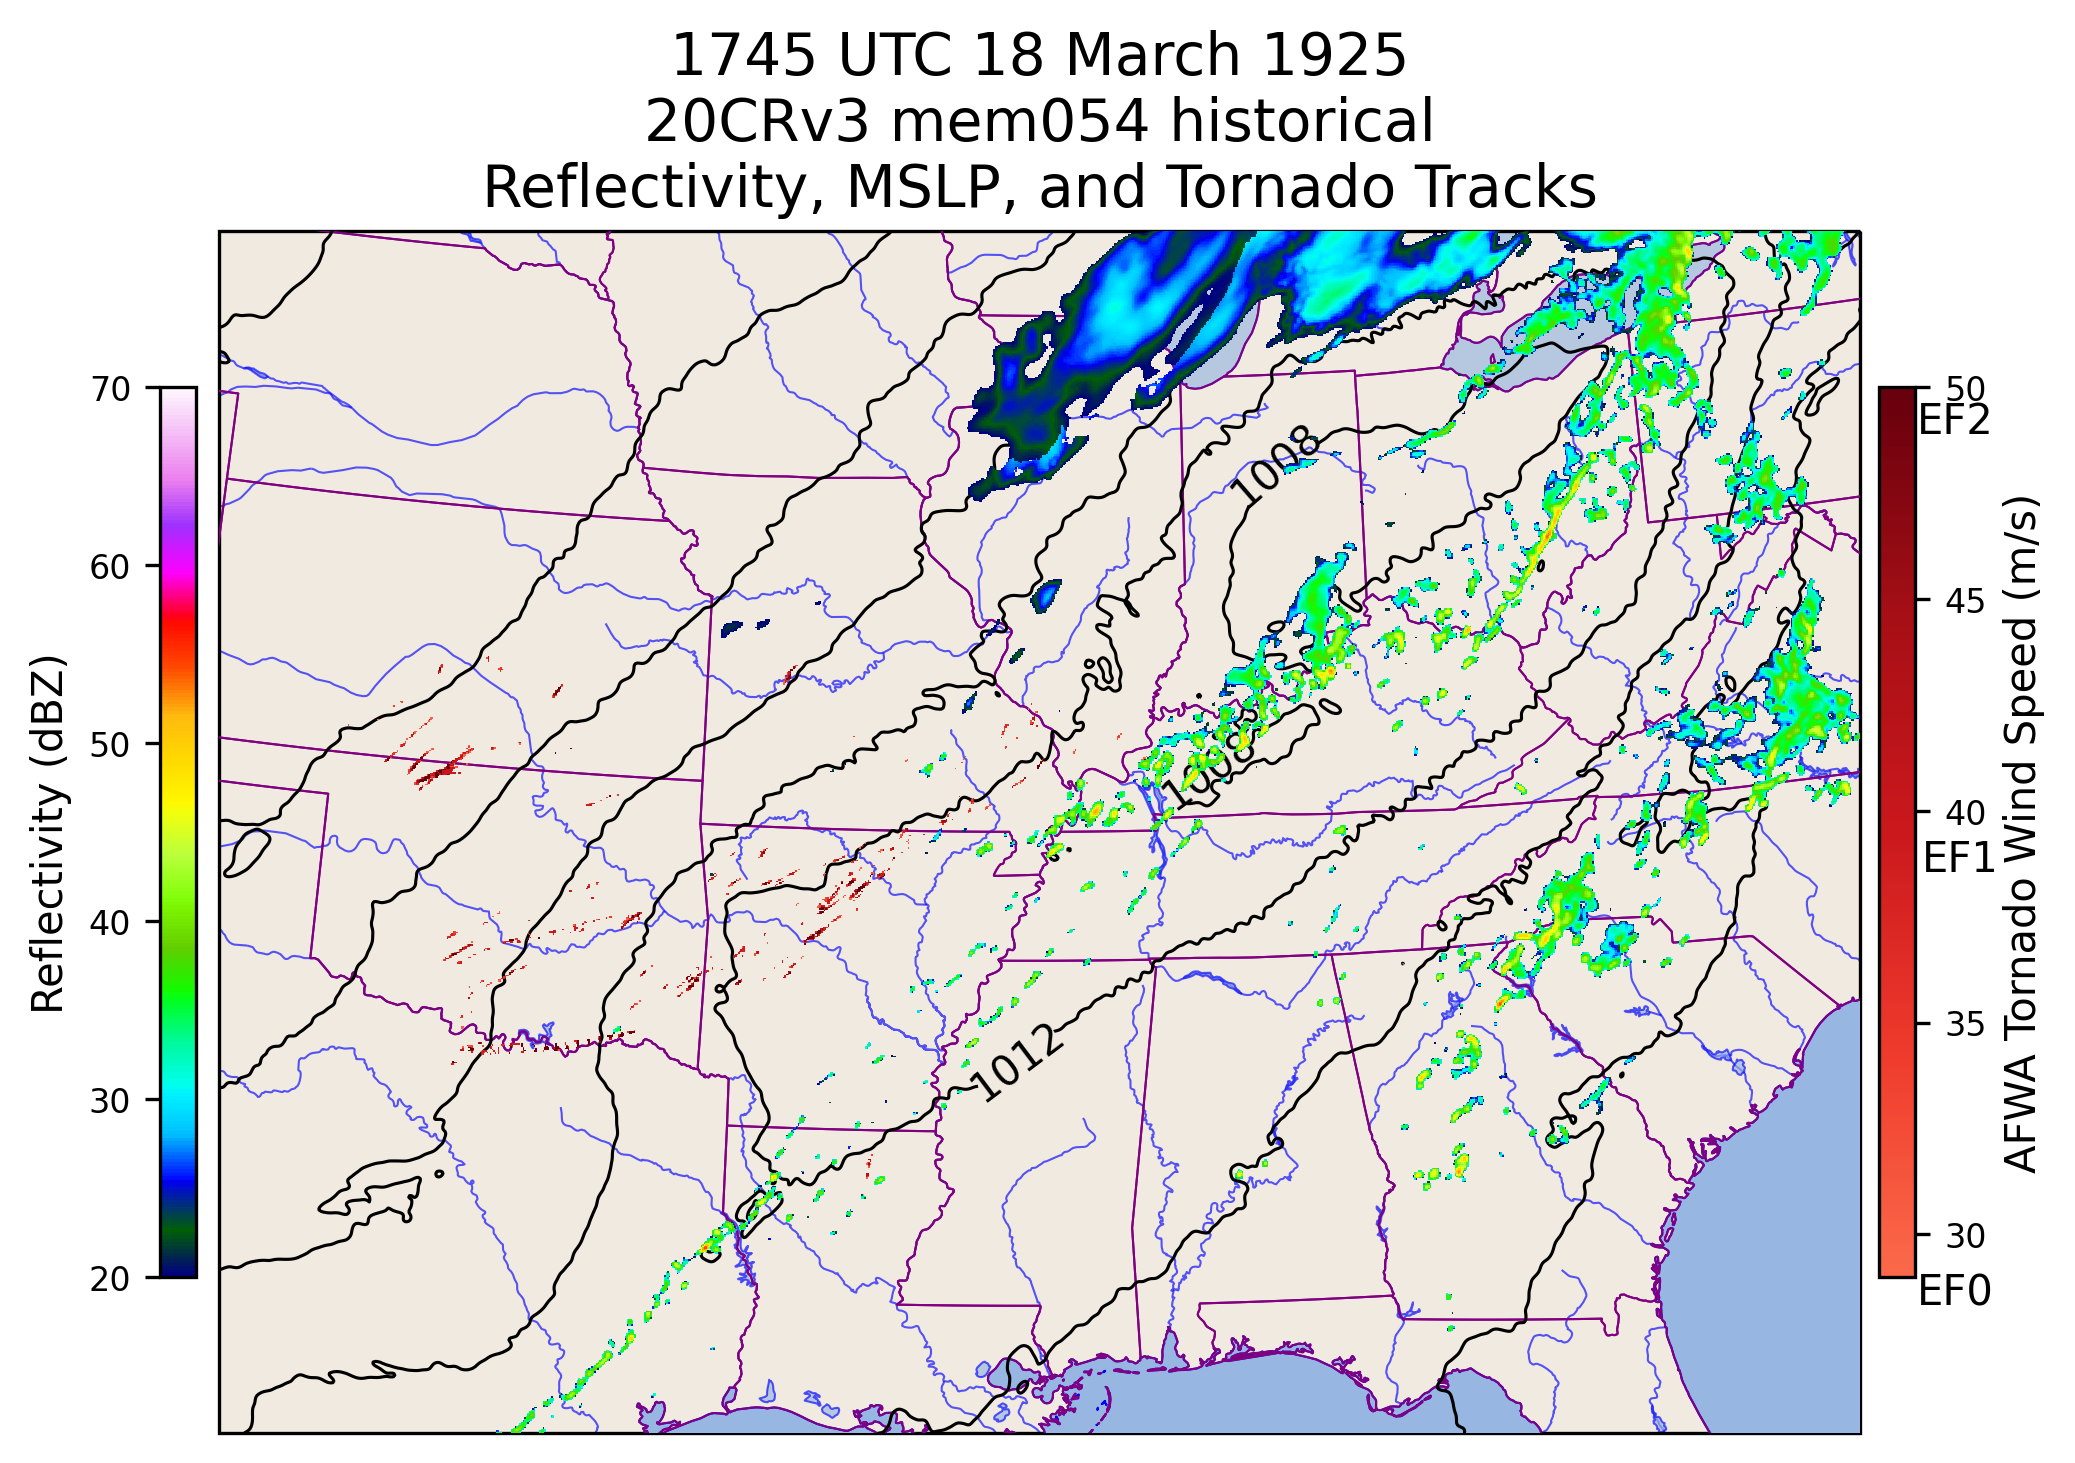 1745 UTC 18 March 1925
20CRv3 mem054 historical
Reflectivity, MSLP, and Tornado Tracks
Reflectivity (dBZ)
70
60
50
40
30
20
1008
1008
1012
50
EF2
45
40
EF1
35
30
EF0
AFWA Tornado Wind Speed (m/s)